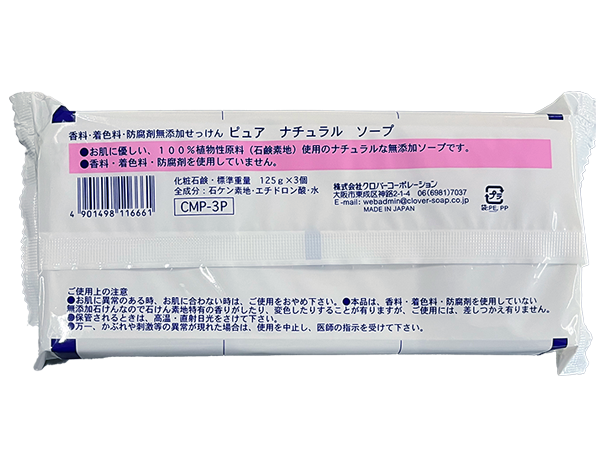 香料・着色料・防腐剤無添加せっけん ピュア ナチュラル ソープ
●お肌に優しい、100%植物性原料(石鹸素地)使用のナチュラルな無添加ソープです。
●香料・着色料・防腐剤を使用していません。
4901498116661
化粧石鹸・標準重量 125g×3個
全成分:石ケン素地・エチドロン酸・水
CMP-3P
株式会社クロバーコーポレーション
大阪市東成区神路2-1-4 06(6981)7037
E-mail: webadmin@clover-soap.co.jp
MADE IN JAPAN
プラ
袋:PE, PP
ご使用上の注意
●お肌に異常のある時、お肌に合わない時は、ご使用をおやめ下さい。●本品は、香料・着色料・防腐剤を使用していない
無添加石けんなので石けん素地特有の香りがしたり、変色したりすることが有りますが、ご使用には、差しつかえ有りません。
●保管されるときは、高温・直射日光をさけて下さい。
●万一、かぶれや刺激等の異常が現れた場合は、使用を中止し、医師の指示を受けて下さい。